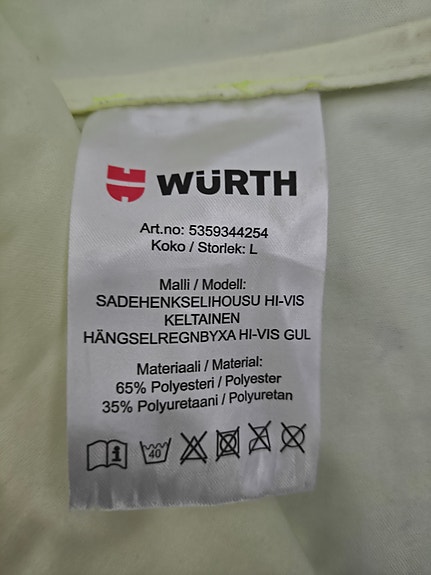 WÜRTH
Art.no: 5359344254
Koko / Storlek: L
Malli / Modell:
SADEHENKSELIHOUSU HI-VIS
KELTAINEN
HÄNGSELREGNBYXA HI-VIS GUL
Materiaali / Material:
65% Polyesteri / Polyester
35% Polyuretaani / Polyuretan
i 40